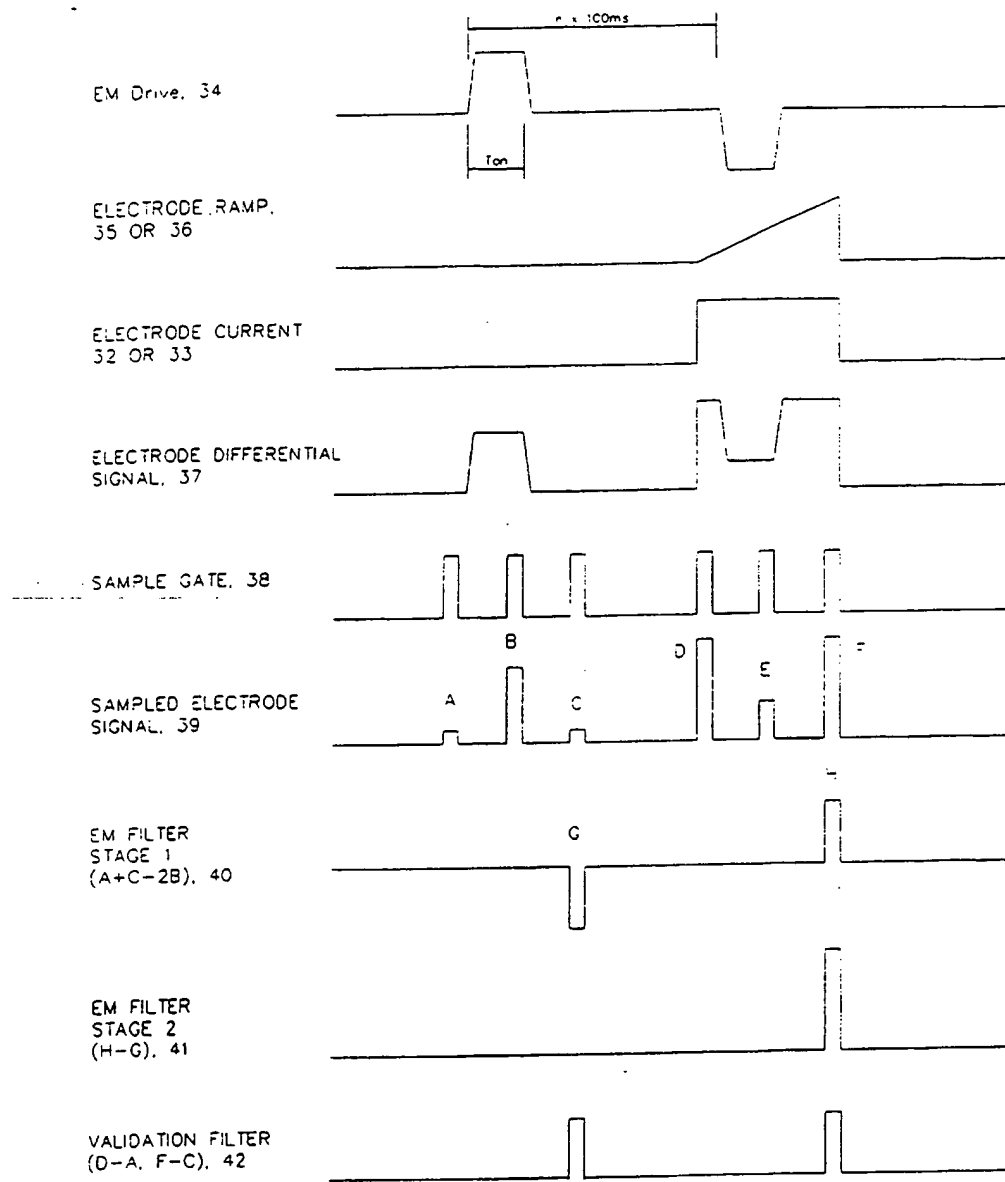 x 100ms
EM Drive, 34
Ton
ELECTRODE RAMP,
35 OR 36
ELECTRODE CURRENT
32 OR 33
ELECTRODE DIFFERENTIAL
SIGNAL, 37
SAMPLE GATE, 38
B
D
E
A
C
SAMPLED ELECTRODE
SIGNAL, 39
G
EM FILTER
STAGE 1
(A+C-2B), 40
EM FILTER
STAGE 2
(H-G), 41
VALIDATION FILTER
(D-A, F-C), 42